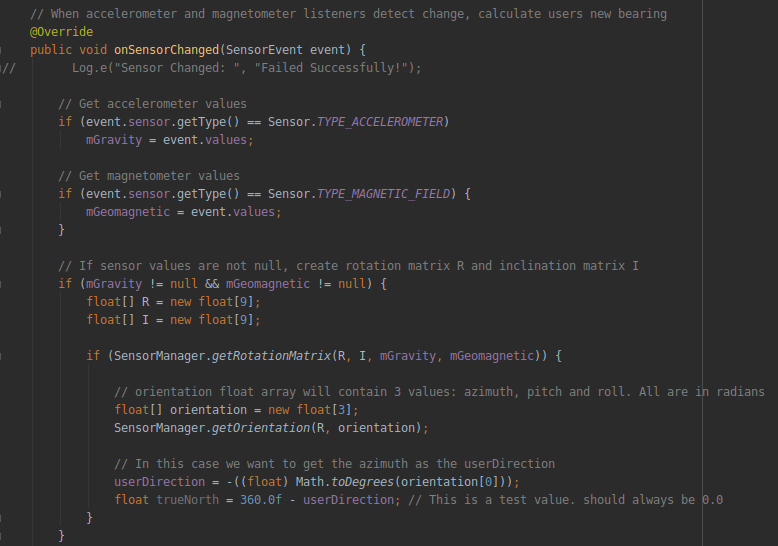 // When accelerometer and magnetometer listeners detect change, calculate users new bearing
@Override
public void onSensorChanged(SensorEvent event) {
//        Log.e("Sensor Changed: ", "Failed Successfully!");
// Get accelerometer values
if (event.sensor.getType() == Sensor.TYPE_ACCELEROMETER)
mGravity = event.values;
// Get magnetometer values
if (event.sensor.getType() == Sensor.TYPE_MAGNETIC_FIELD) {
mGeomagnetic = event.values;
}
// If sensor values are not null, create rotation matrix R and inclination matrix I
if (mGravity != null && mGeomagnetic != null) {
float[] R = new float[9];
float[] I = new float[9];
if (SensorManager.getRotationMatrix(R, I, mGravity, mGeomagnetic)) {
// orientation float array will contain 3 values: azimuth, pitch and roll. All are in radians
float[] orientation = new float[3];
SensorManager.getOrientation(R, orientation);
// In this case we want to get the azimuth as the userDirection
userDirection = -((float) Math.toDegrees(orientation[0]));
float trueNorth = 360.0f - userDirection; // This is a test value. should always be 0.0
}
}